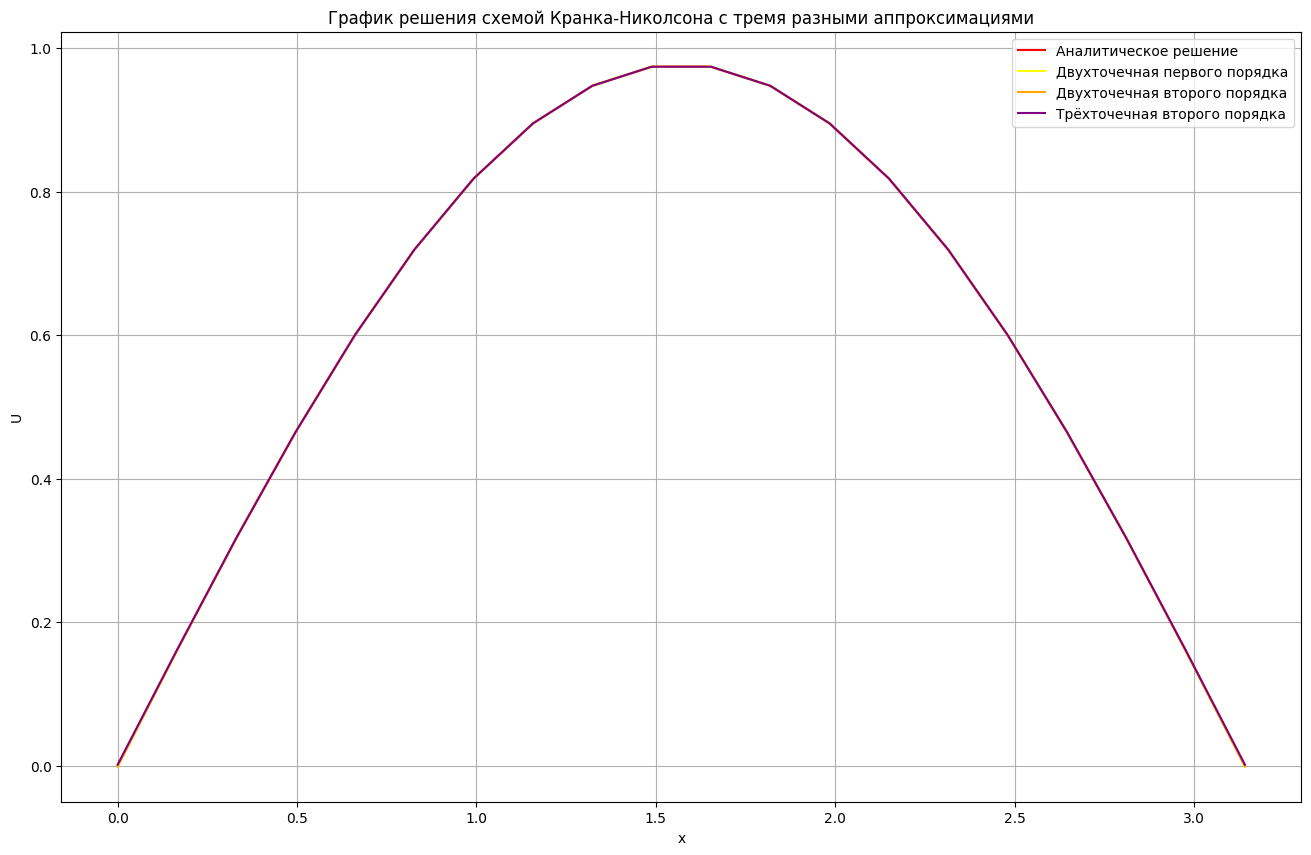 График решения схемой Кранка-Николсона с тремя разными аппроксимациями
Аналитическое решение
Двухточечная первого порядка
Двухточечная второго порядка
Трёхточечная второго порядка
1.0
0.8
0.6
0.4
0.2
0.0
U
0.0 0.5 1.0 1.5 2.0 2.5 3.0
x